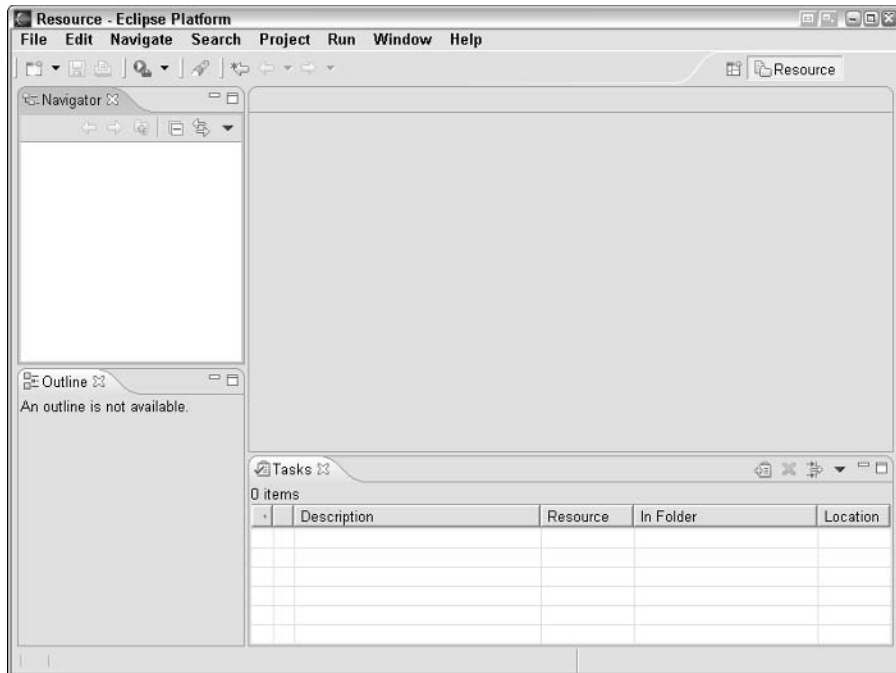 Resource - Eclipse Platform
File Edit Navigate Search Project Run Window Help
Resource
Navigator
Outline
An outline is not available.
Tasks
0 items
Description Resource In Folder Location